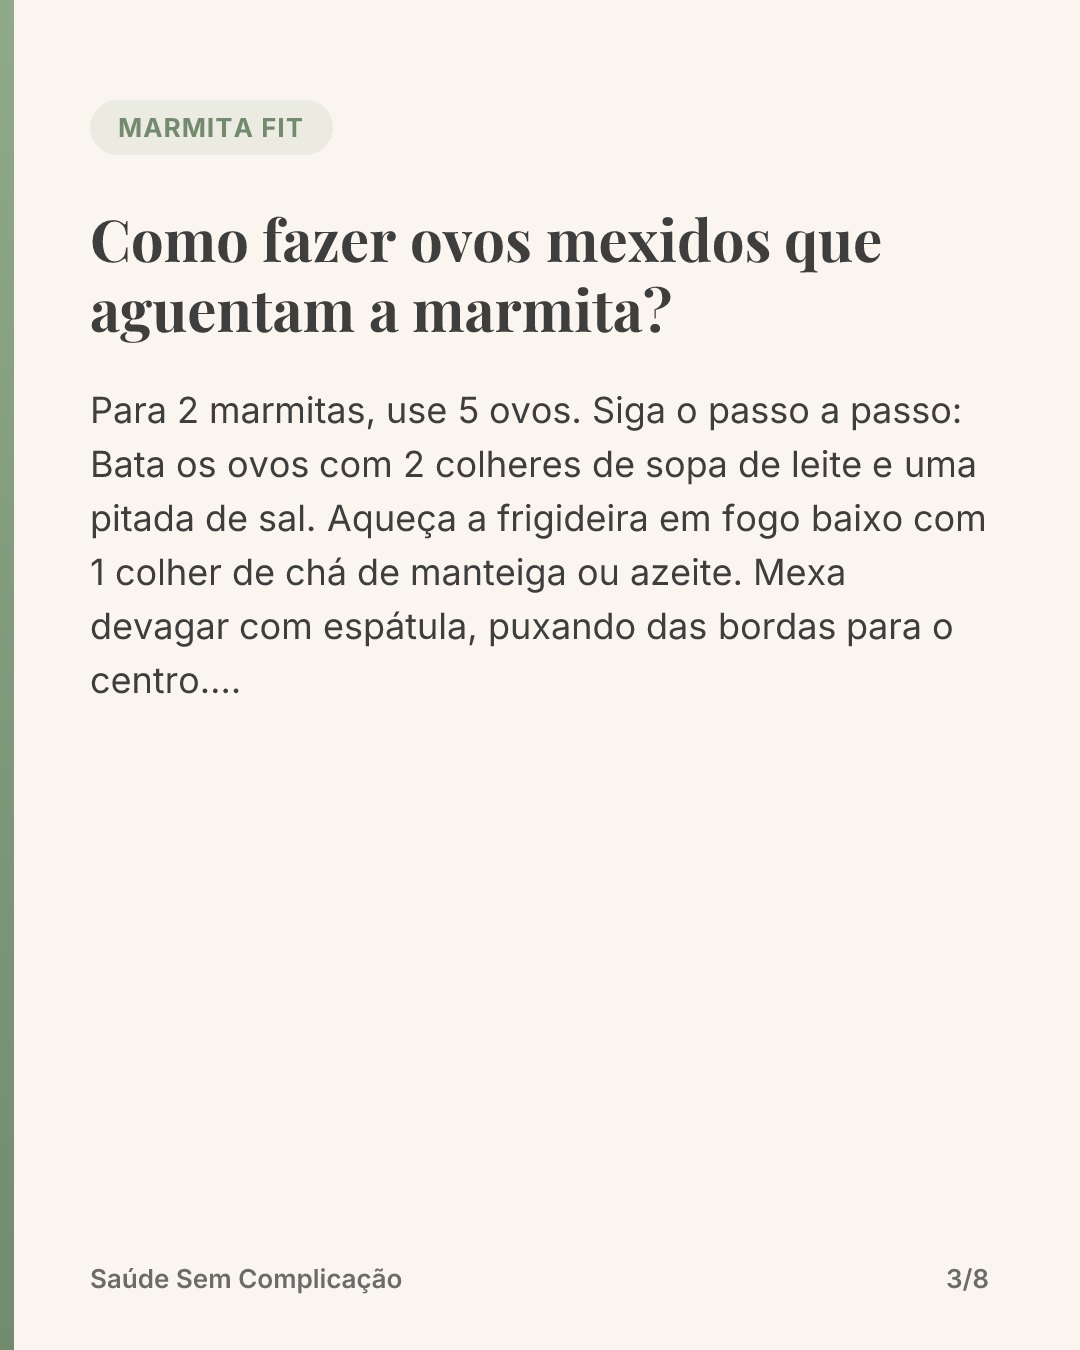 MARMITA FIT
Como fazer ovos mexidos que
aguentam a marmita?
Para 2 marmitas, use 5 ovos. Siga o passo a passo:
Bata os ovos com 2 colheres de sopa de leite e uma
pitada de sal. Aqueça a frigideira em fogo baixo com
1 colher de chá de manteiga ou azeite. Mexa
devagar com espátula, puxando das bordas para o
centro....
Saúde Sem Complicação
3/8